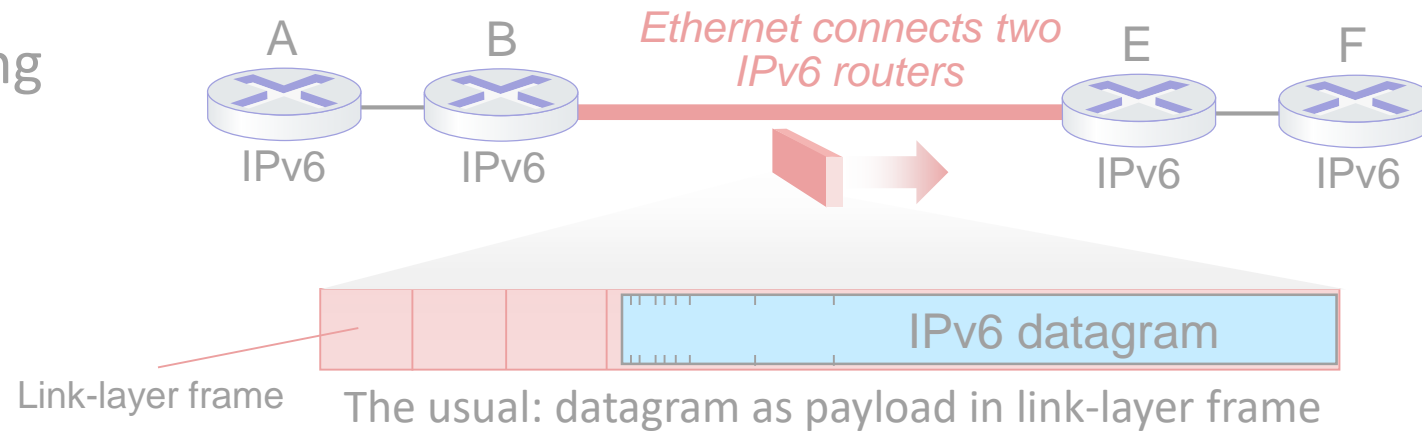 ng
A
B
Ethernet connects two
IPv6 routers
E
F
IPv6
IPv6
IPv6
IPv6
IPv6 datagram
Link-layer frame
The usual: datagram as payload in link-layer frame